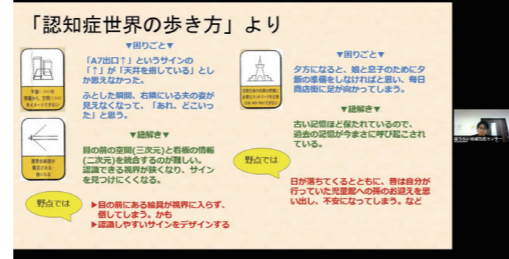 「認知症世界の歩き方」より
▼困りごと▼
「A7出口↑」というサインの
「↑」が「天井を指している」とし
か思えなかった。
ふとした瞬間、右隣にいる夫の姿が
見えなくなって、「あれ、どこいっ
た」と思う。
▼紐解き▼
目の前の空間(三次元)と看板の情報
(二次元)を統合するのが難しい。
認識できる視界が狭くなり、サイン
を見つけにくくなる。
野点では
▶目の前にある絵具が視界に入らず、
倒してしまう。かも
▶認識しやすいサインをデザインする
▼困りごと▼
夕方になると、娘と息子のために夕
飯の準備をしなければと思い、毎日
商店街に足が向かってしまう。
▼紐解き▼
古い記憶ほど保たれているので、
過去の記憶が今まさに呼び起こされ
ている。
野点では
日が落ちてくるとともに、昔は自分が
行っていた児童館への孫のお迎えを思
い出し、不安になってしまう。など